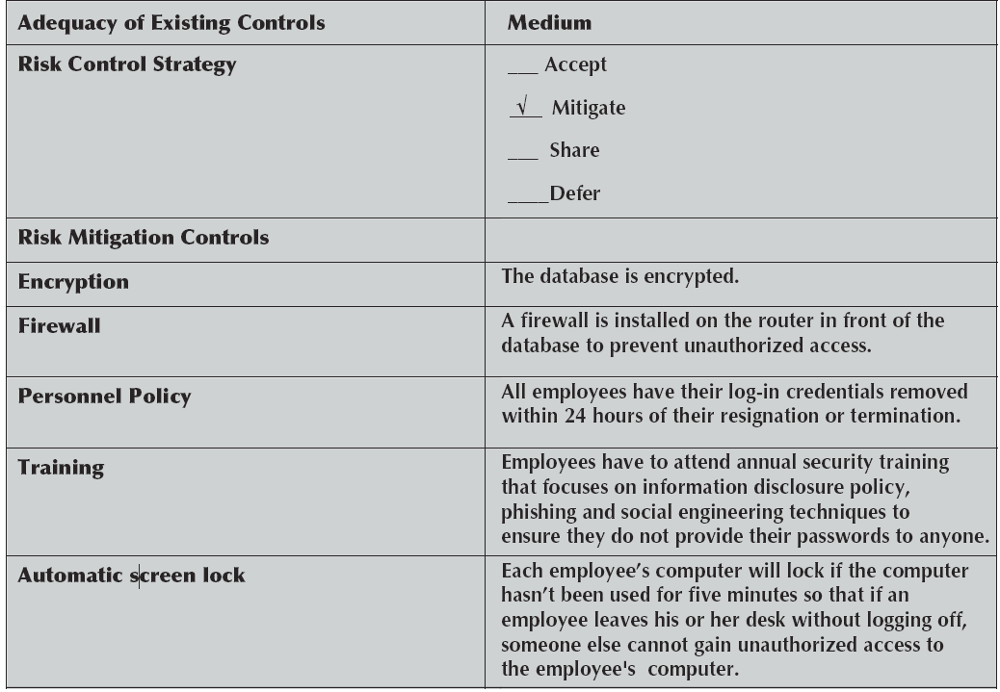 Adequacy of Existing Controls
Medium
Risk Control Strategy
___ Accept
_√_ Mitigate
___ Share
____Defer
Risk Mitigation Controls
Encryption
The database is encrypted.
Firewall
A firewall is installed on the router in front of the
database to prevent unauthorized access.
Personnel Policy
All employees have their log-in credentials removed
within 24 hours of their resignation or termination.
Training
Employees have to attend annual security training
that focuses on information disclosure policy,
phishing and social engineering techniques to
ensure they do not provide their passwords to anyone.
Automatic screen lock
Each employee’s computer will lock if the computer
hasn’t been used for five minutes so that if an
employee leaves his or her desk without logging off,
someone else cannot gain unauthorized access to
the employee's computer.